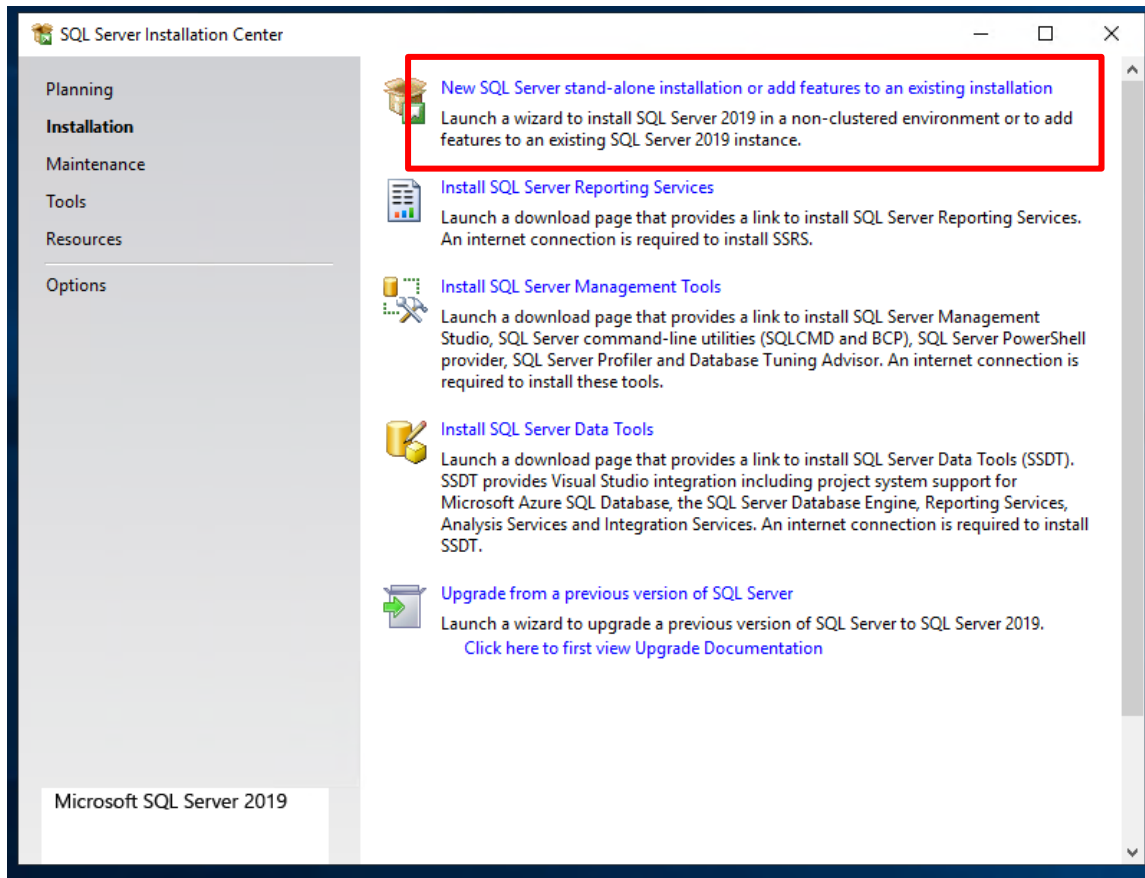 SQL Server Installation Center
Planning
Installation
Maintenance
Tools
Resources
Options
Microsoft SQL Server 2019
New SQL Server stand-alone installation or add features to an existing installation
Launch a wizard to install SQL Server 2019 in a non-clustered environment or to add
features to an existing SQL Server 2019 instance.
Install SQL Server Reporting Services
Launch a download page that provides a link to install SQL Server Reporting Services.
An internet connection is required to install SSRS.
Install SQL Server Management Tools
Launch a download page that provides a link to install SQL Server Management
Studio, SQL Server command-line utilities (SQLCMD and BCP), SQL Server PowerShell
provider, SQL Server Profiler and Database Tuning Advisor. An internet connection is
required to install these tools.
Install SQL Server Data Tools
Launch a download page that provides a link to install SQL Server Data Tools (SSDT).
SSDT provides Visual Studio integration including project system support for
Microsoft Azure SQL Database, the SQL Server Database Engine, Reporting Services,
Analysis Services and Integration Services. An internet connection is required to install
SSDT.
Upgrade from a previous version of SQL Server
Launch a wizard to upgrade a previous version of SQL Server to SQL Server 2019.
Click here to first view Upgrade Documentation